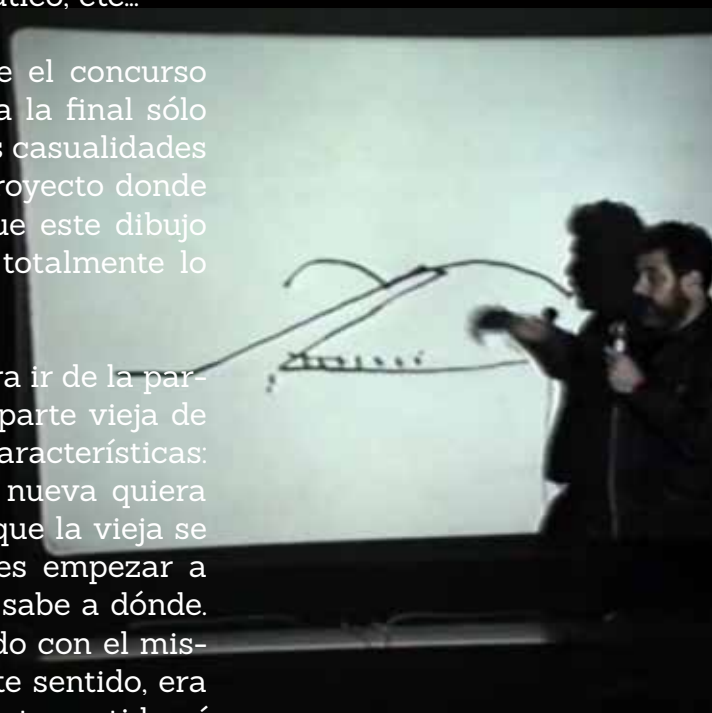 ático, etc...
e el concurso
a la final sólo
s casualidades
royecto donde
ue este dibujo
totalmente lo
ra ir de la par-
parte vieja de
aracterísticas:
nueva quiera
que la vieja se
es empezar a
sabe a dónde.
do con el mis-
te sentido, era